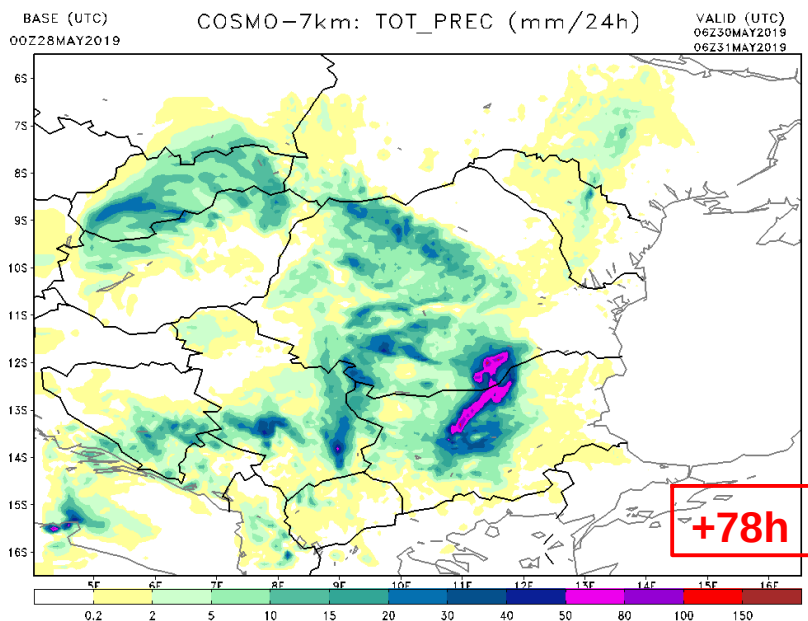 BASE (UTC)
00Z28MAY2019
COSMO-7km: TOT_PREC (mm/24h)
VALID (UTC)
06Z30MAY2019
06Z31MAY2019
6S
7S
8S
9S
10S
11S
12S
13S
14S
15S
16S
+78h
5E 6E 7E 8E 9E 10E 11E 12E 13E 14E 15E 16E
0.2 2 5 10 15 20 30 40 50 80 100 150